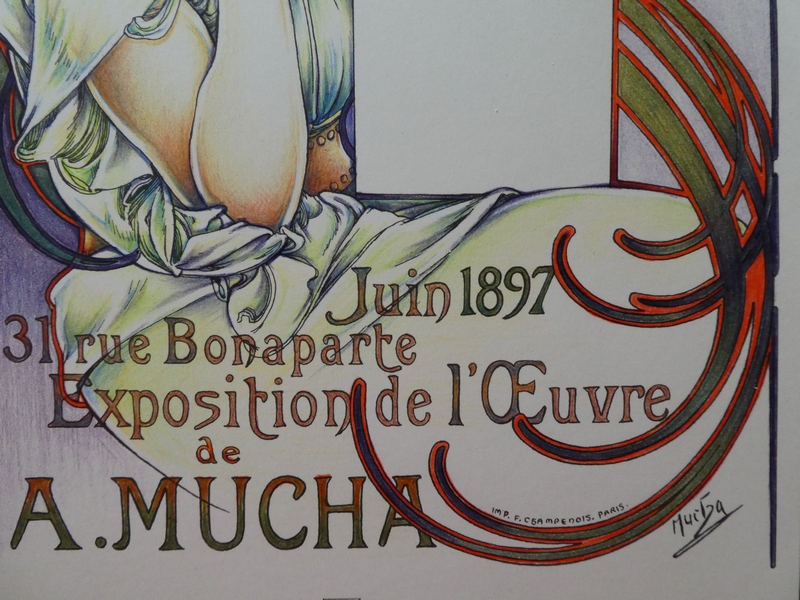 Juin 1897
31 rue Bonaparte
Exposition de l'Œuvre
de
A.MUCHA
IMP. F. CHAMPENOIS. PARIS.
Mucha